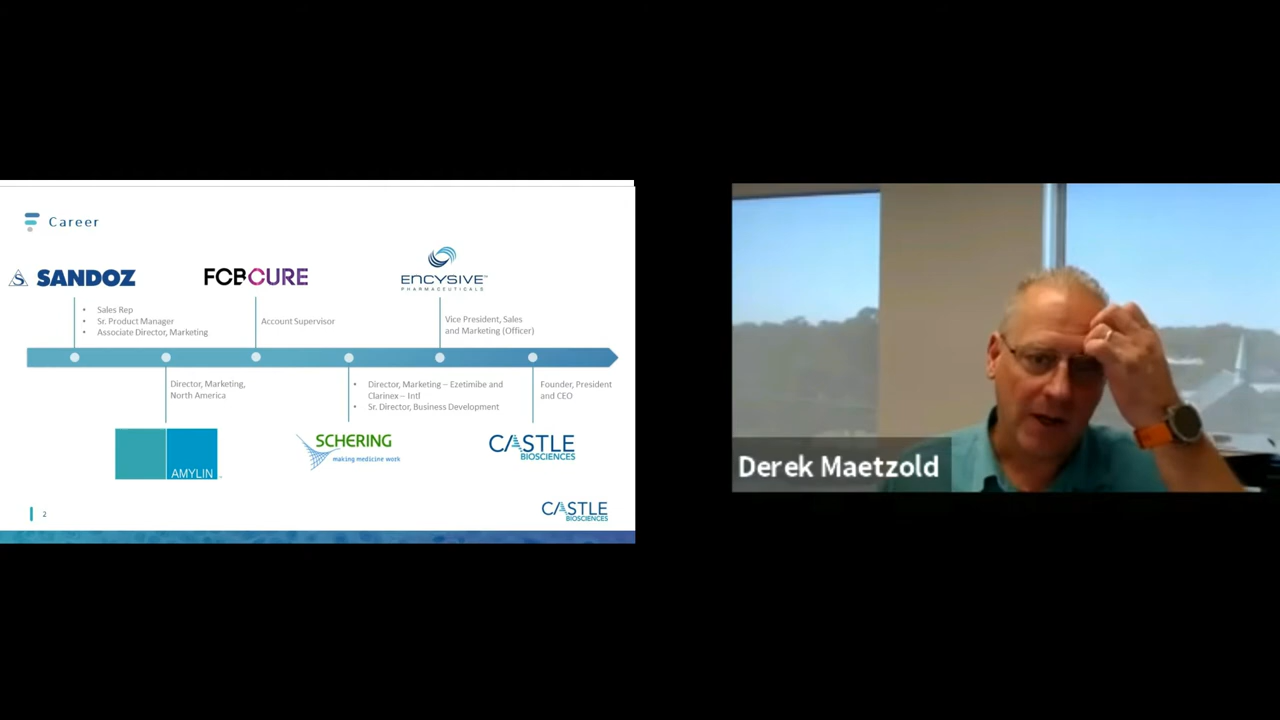 Career
S SANDOZ
FCBCURE
ENCYSIVE™
PHARMACEUTICALS
• Sales Rep
• Sr. Product Manager
• Associate Director, Marketing
Account Supervisor
Vice President, Sales
and Marketing (Officer)
Director, Marketing,
North America
• Director, Marketing – Ezetimibe and
Clarinex – Intl
• Sr. Director, Business Development
Founder, President
and CEO
AMYLIN
SCHERING
making medicine work
CASTLE
BIOSCIENCES
2
CASTLE
BIOSCIENCES
Derek Maetzold